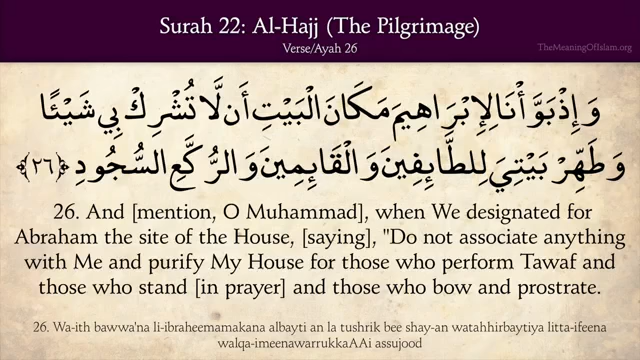 Surah 22: Al-Hajj (The Pilgrimage)
Verse/Ayah 26
TheMeaningOfIslam.org
وَإِذْ بَوَّأْنَا لِإِبْرَاهِيمَ مَكَانَ الْبَيْتِ أَن لَّا تُشْرِكْ بِي شَيْئًا
وَطَهِّرْ بَيْتِيَ لِلطَّائِفِينَ وَالْقَائِمِينَ وَالرُّكَّعِ السُّجُودِ ﴿٢٦﴾
26. And [mention, O Muhammad], when We designated for
Abraham the site of the House, [saying], "Do not associate anything
with Me and purify My House for those who perform Tawaf and
those who stand [in prayer] and those who bow and prostrate.
26. Wa-ith bawwa'na li-ibraheemamakana albayti an la tushrik bee shay-an watahhirbaytiya litta-ifeena
walqa-imeenawarrukkaAAi assujood